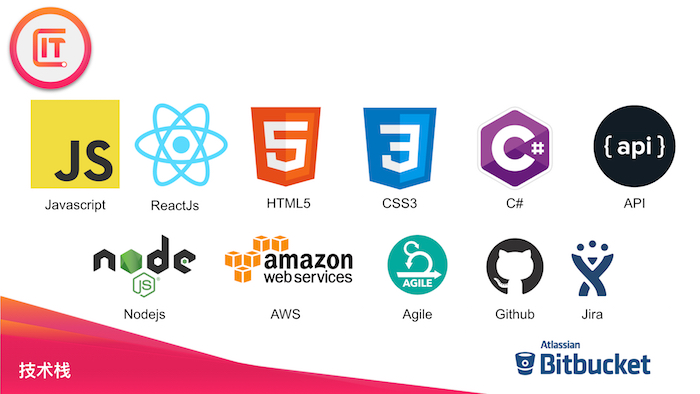 IT
JS
5
3
C#
{ api }
Javascript
ReactJs
HTML5
CSS3
C#
API
node
JS
amazon
web services
AGILE
Nodejs
AWS
Agile
Github
Jira
技术栈
Atlassian
Bitbucket